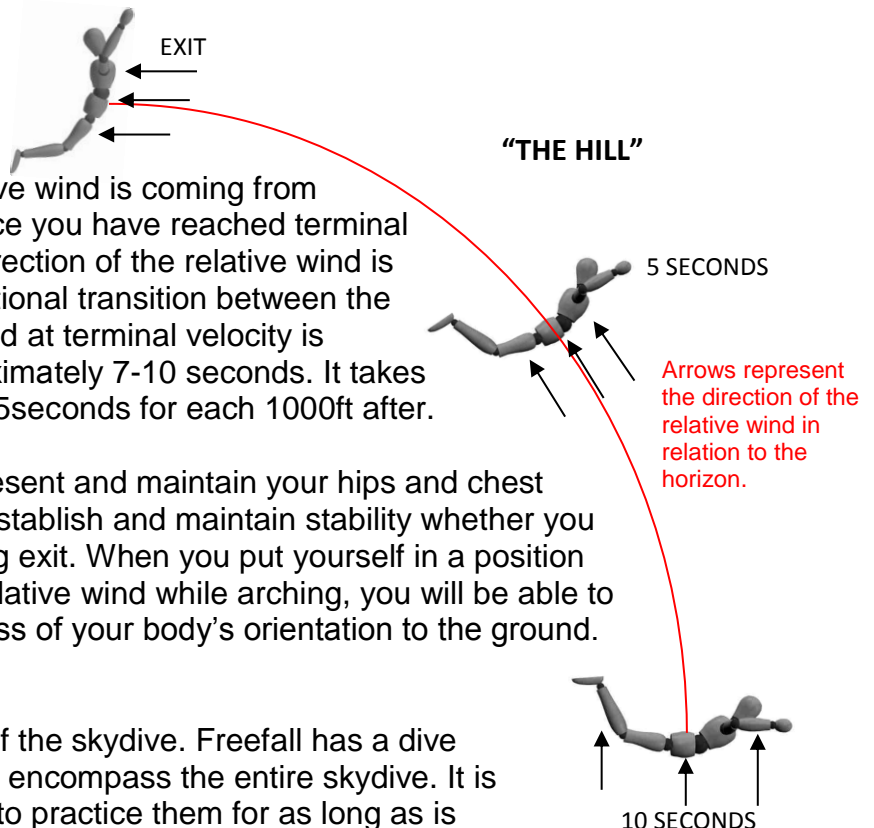 EXIT
"THE HILL"
ve wind is coming from
ce you have reached terminal
rection of the relative wind is
tional transition between the
d at terminal velocity is
ximately 7-10 seconds. It takes
5seconds for each 1000ft after.
5 SECONDS
Arrows represent
the direction of the
relative wind in
relation to the
horizon.
esent and maintain your hips and chest
establish and maintain stability whether you
g exit. When you put yourself in a position
lative wind while arching, you will be able to
ss of your body's orientation to the ground.
f the skydive. Freefall has a dive
encompass the entire skydive. It is
to practice them for as long as is
10 SECONDS